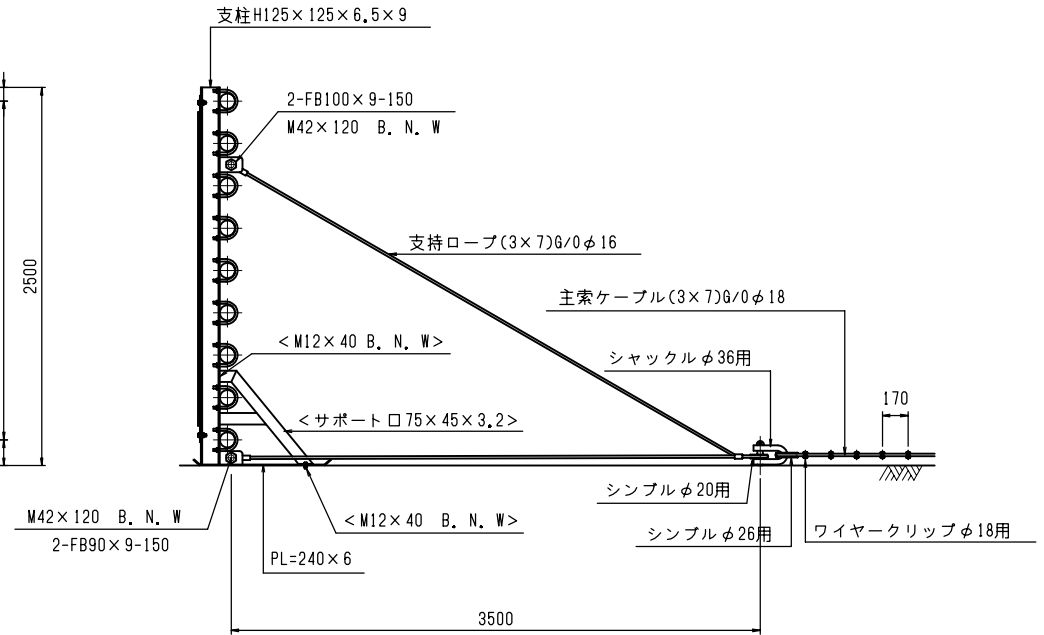 支柱H125×125×6.5×9
2-FB100×9-150
M42×120 B. N. W
支持ロープ(3×7)G/Oφ16
2500
主索ケーブル(3×7)G/Oφ18
<M12×40 B. N. W>
シャックルφ36用
170
<サポート口75×45×3.2>
シンブルφ20用
M42×120 B. N. W
2-FB90×9-150
<M12×40 B. N. W>
シンブルφ26用
ワイヤークリップφ18用
PL=240×6
3500